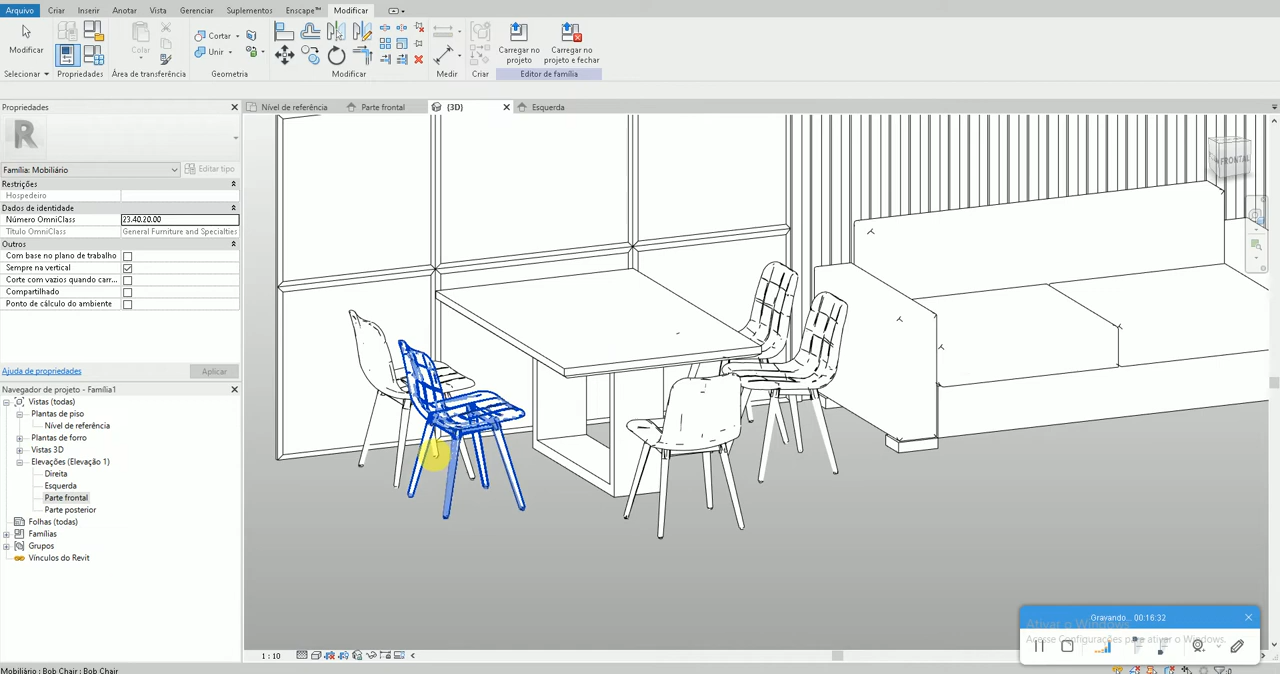 Arquivo Criar Inserir Anotar Vista Gerenciar Suplementos Enscape™ Modificar
Modificar
Colar
Cortar
Unir
Carregar no projeto
Carregar no projeto e fechar
Selecionar Propriedades Área de transferência Geometria Modificar Medir Criar Editor de família
Propriedades
Nível de referência Parte frontal {3D} Esquerda
R
FRONTAL
Família: Mobiliário Editar tipo
Restrições
Hospedeiro
Dados de identidade
Número OmniClass 23.40.20.00
Título OmniClass General Furniture and Specialties
Outros
Com base no plano de trabalho
Sempre na vertical
Corte com vazios quando carr...
Compartilhado
Ponto de cálculo do ambiente
Ajuda de propriedades Aplicar
Navegador de projeto - Família1
Vistas (todas)
Plantas de piso
Nível de referência
Plantas de forro
Vistas 3D
Elevações (Elevação 1)
Direita
Esquerda
Parte frontal
Parte posterior
Folhas (todas)
Famílias
Grupos
Vínculos do Revit
Gravando... 00:16:32
Ativar o Windows
Acesse Configurações para ativar o Windows.
1 : 10
Mobiliário : Bob Chair : Bob Chair
:0